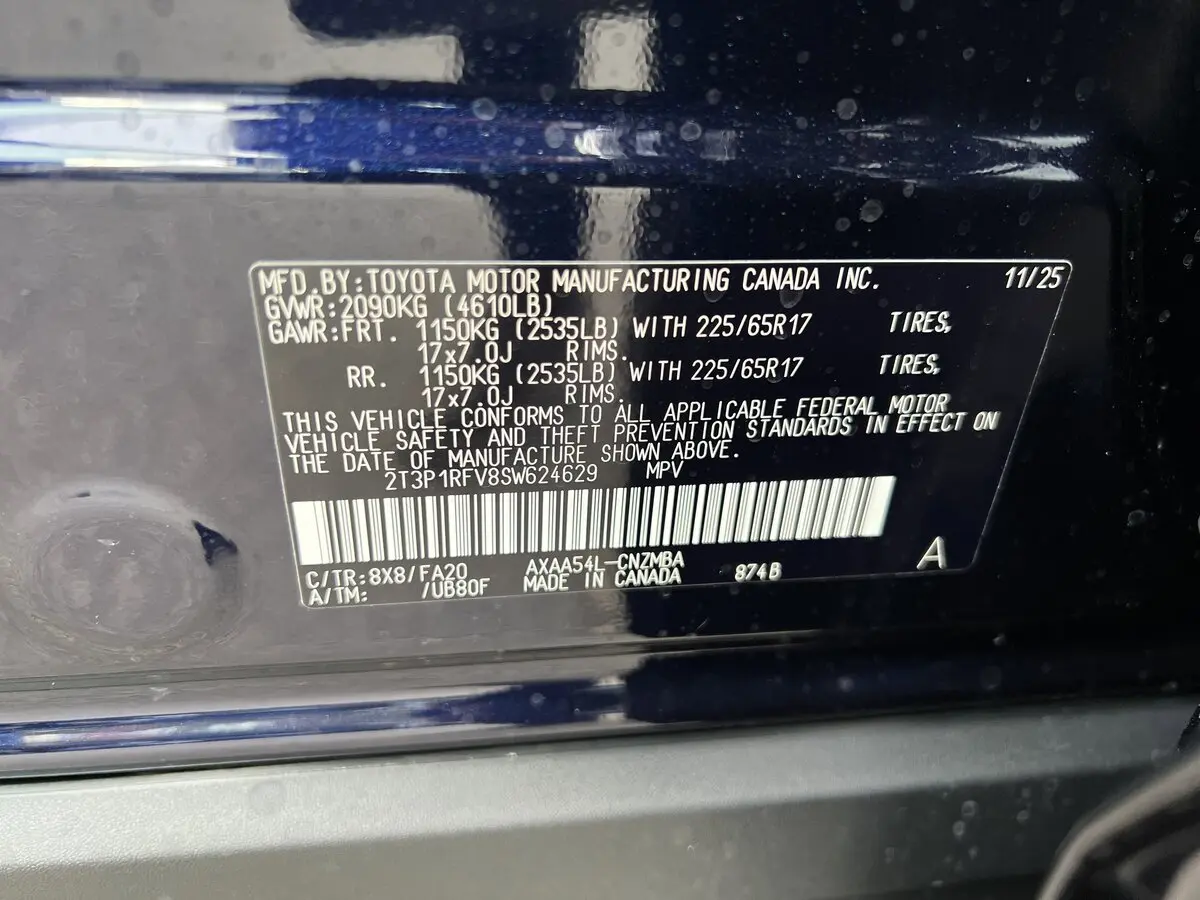 MFD. BY: TOYOTA MOTOR MANUFACTURING CANADA INC. 11/25
GVWR: 2090KG (4610LB)
GAWR: FRT. 1150KG (2535LB) WITH 225/65R17 TIRES,
17x7.0J RIMS.
RR. 1150KG (2535LB) WITH 225/65R17 TIRES,
17x7.0J RIMS.
THIS VEHICLE CONFORMS TO ALL APPLICABLE FEDERAL MOTOR
VEHICLE SAFETY AND THEFT PREVENTION STANDARDS IN EFFECT ON
THE DATE OF MANUFACTURE SHOWN ABOVE.
2T3P1RFV8SW624629 MPV
C/TR: 8X8/FA20 AXAA54L-CNZMBA 874B A
A/TM: /UB80F MADE IN CANADA